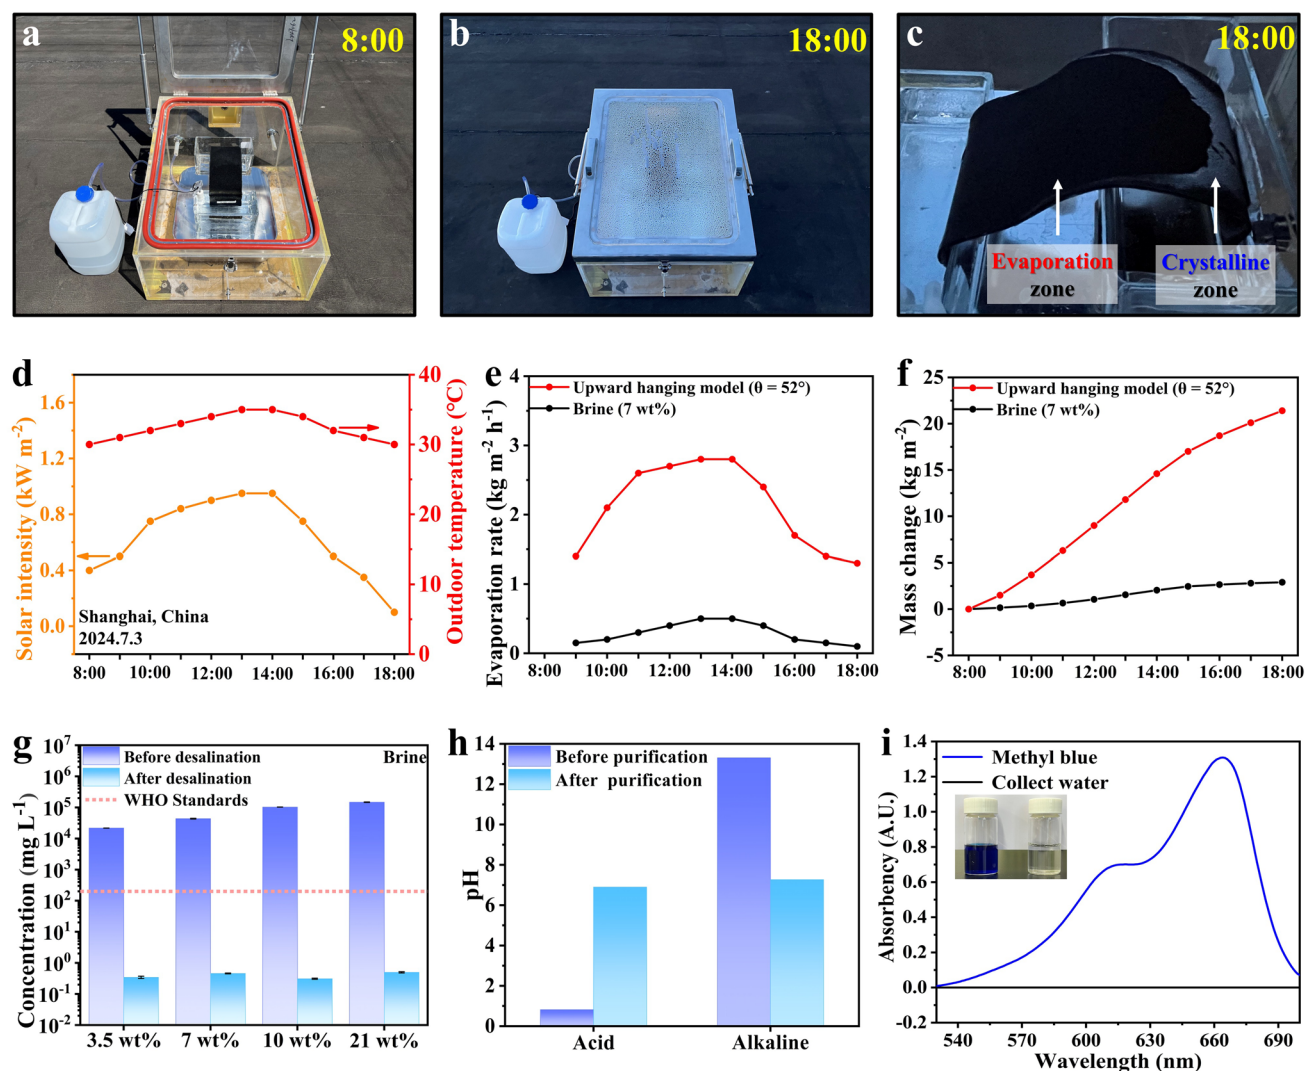 a
8:00
b
18:00
c
18:00
Evaporation
zone
Crystalline
zone
d
Solar intensity (kW m⁻²)
1.6
1.2
0.8
0.4
0.0
40
30
20
10
0
Outdoor temperature (°C)
Shanghai, China
2024.7.3
8:00 10:00 12:00 14:00 16:00 18:00
e
Evaporation rate (kg m⁻² h⁻¹)
4
3
2
1
0
Upward hanging model (θ = 52°)
Brine (7 wt%)
8:00 10:00 12:00 14:00 16:00 18:00
f
Mass change (kg m⁻²)
25
20
15
10
5
0
-5
Upward hanging model (θ = 52°)
Brine (7 wt%)
8:00 10:00 12:00 14:00 16:00 18:00
g
Concentration (mg L⁻¹)
10⁷
10⁶
10⁵
10⁴
10³
10²
10¹
10⁰
10⁻¹
10⁻²
Before desalination
After desalination
WHO Standards
Brine
3.5 wt% 7 wt% 10 wt% 21 wt%
h
pH
14
12
10
8
6
4
2
0
Before purification
After purification
Acid Alkaline
i
Absorbency (A.U.)
1.4
1.2
1.0
0.8
0.6
0.4
0.2
0.0
-0.2
Methyl blue
Collect water
540 570 600 630 660 690
Wavelength (nm)